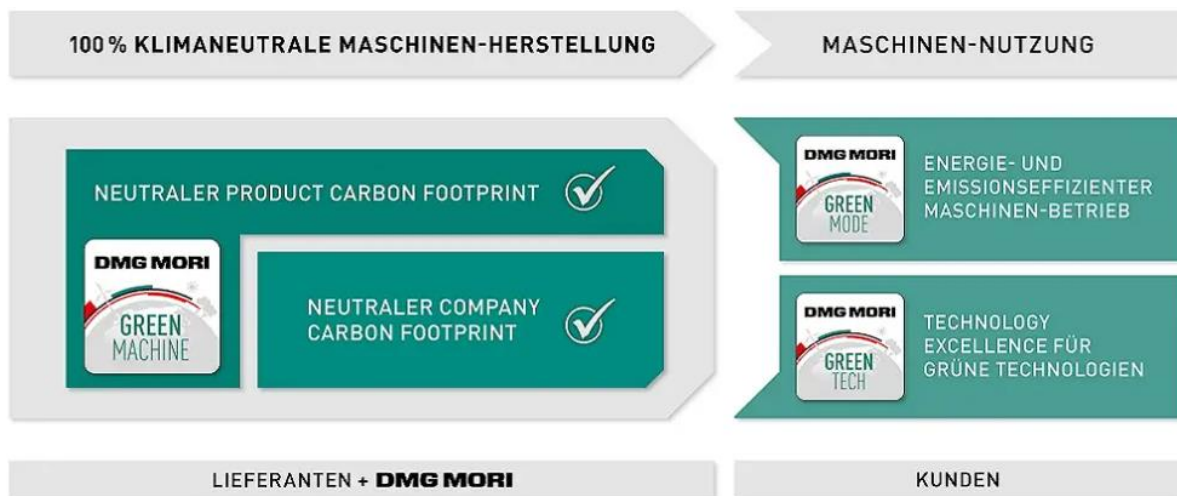 100 % KLIMANEUTRALE MASCHINEN-HERSTELLUNG
MASCHINEN-NUTZUNG
NEUTRALER PRODUCT CARBON FOOTPRINT
DMG MORI
GREEN
MACHINE
NEUTRALER COMPANY
CARBON FOOTPRINT
DMG MORI
GREEN
MODE
ENERGIE- UND
EMISSIONSEFFIZIENTER
MASCHINEN-BETRIEB
DMG MORI
GREEN
TECH
TECHNOLOGY
EXCELLENCE FÜR
GRÜNE TECHNOLOGIEN
LIEFERANTEN + DMG MORI
KUNDEN